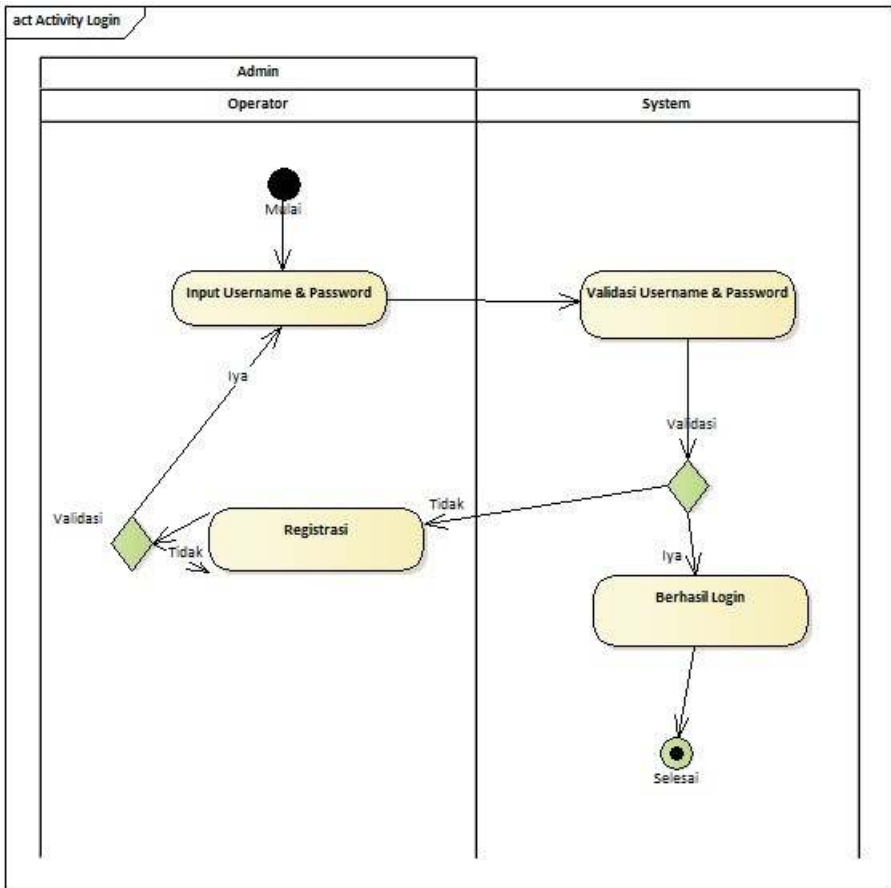 act Activity Login
Admin
Operator
System
Mulai
Input Username & Password
Validasi Username & Password
Iya
Validasi
Tidak
Registrasi
Validasi
Tidak
Iya
Berhasil Login
Selesai